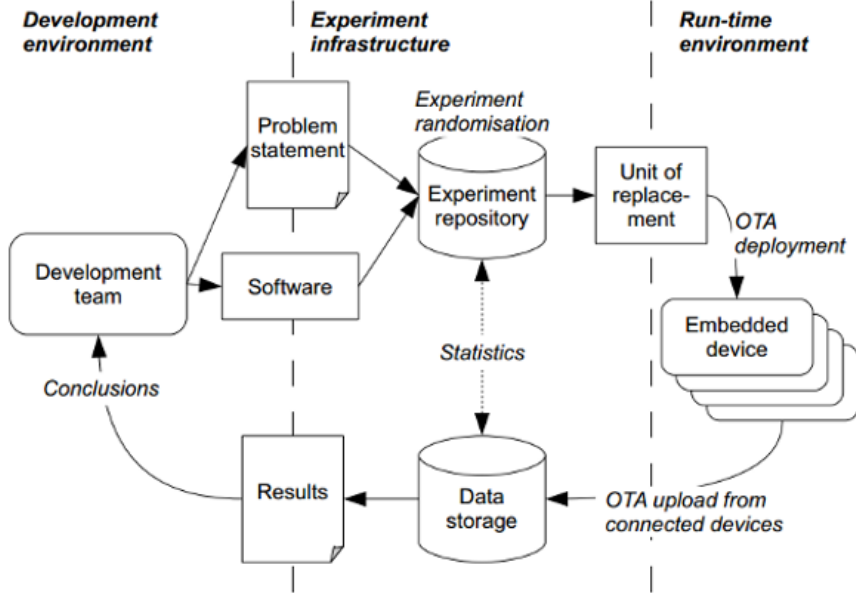 Development
environment
Experiment
infrastructure
Run-time
environment
Problem
statement
Experiment
randomisation
Experiment
repository
Unit of
replace-
ment
OTA
deployment
Development
team
Software
Embedded
device
Statistics
Conclusions
Results
Data
storage
OTA upload from
connected devices